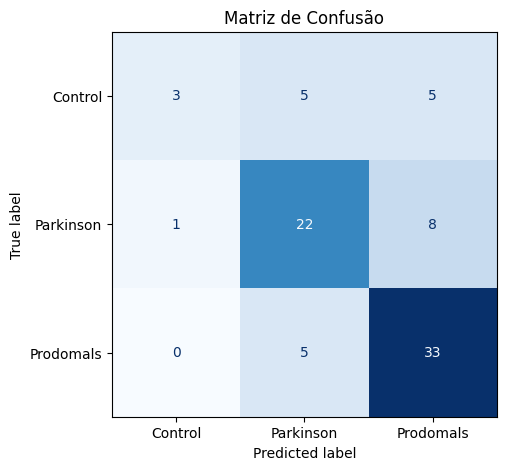 Matriz de Confusão
True label
Control
3 5 5
Parkinson
1 22 8
Prodomals
0 5 33
Control Parkinson Prodomals
Predicted label